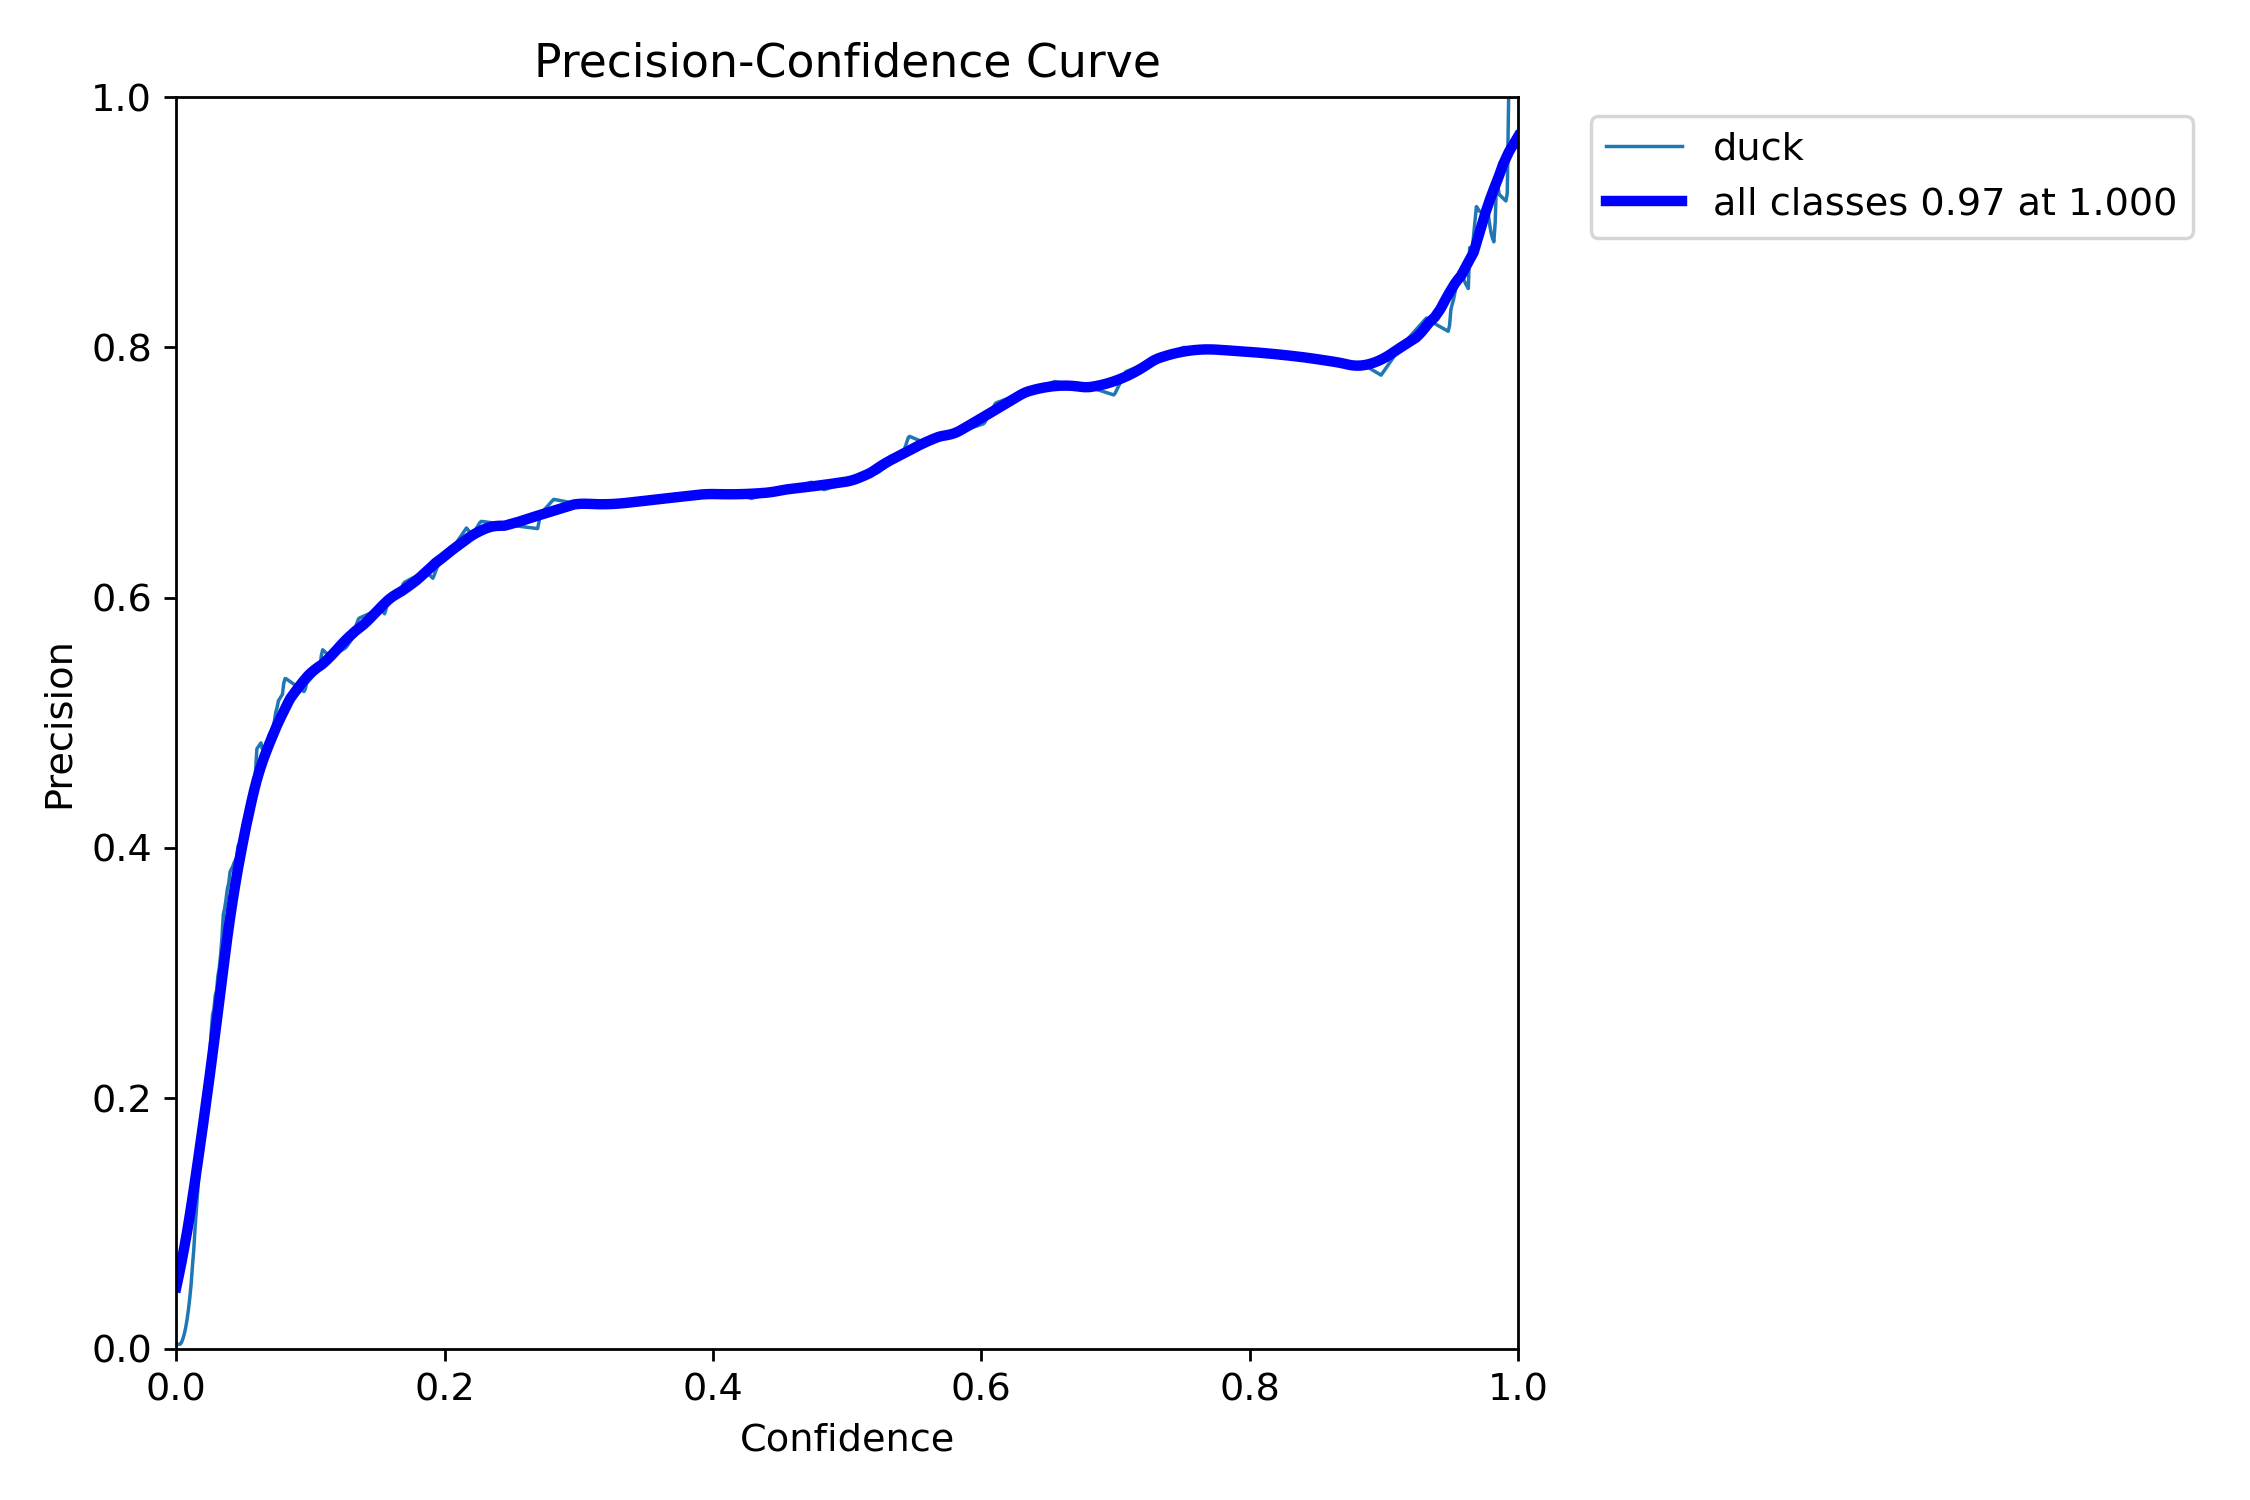 Precision-Confidence Curve
1.0
0.8
0.6
0.4
0.2
0.0
Precision
0.0 0.2 0.4 0.6 0.8 1.0
Confidence
duck
all classes 0.97 at 1.000